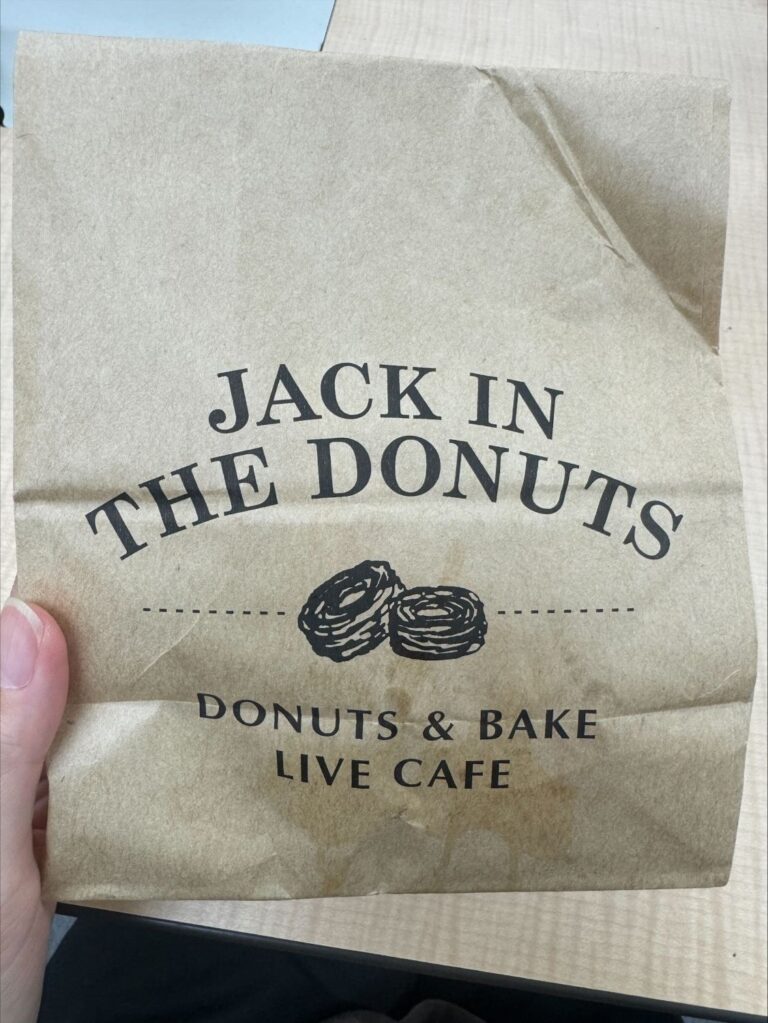 JACK IN
THE DONUTS
DONUTS & BAKE
LIVE CAFE